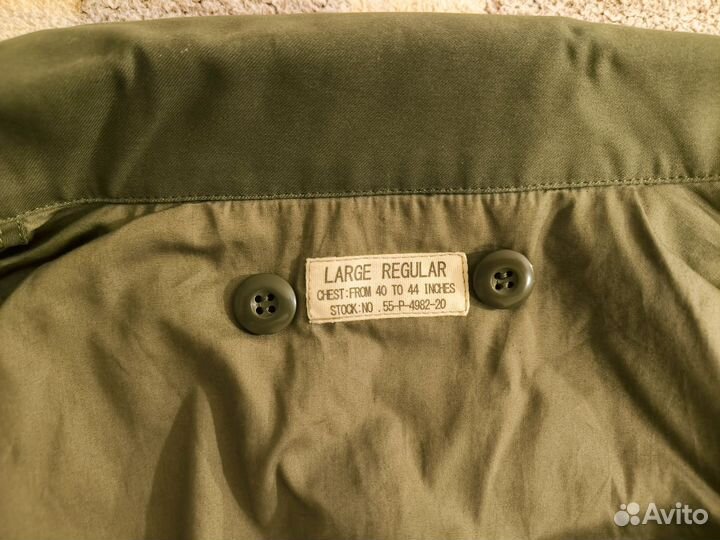 LARGE REGULAR
CHEST:FROM 40 TO 44 INCHES
STOCK:NO .55-P-4982-20
Avito